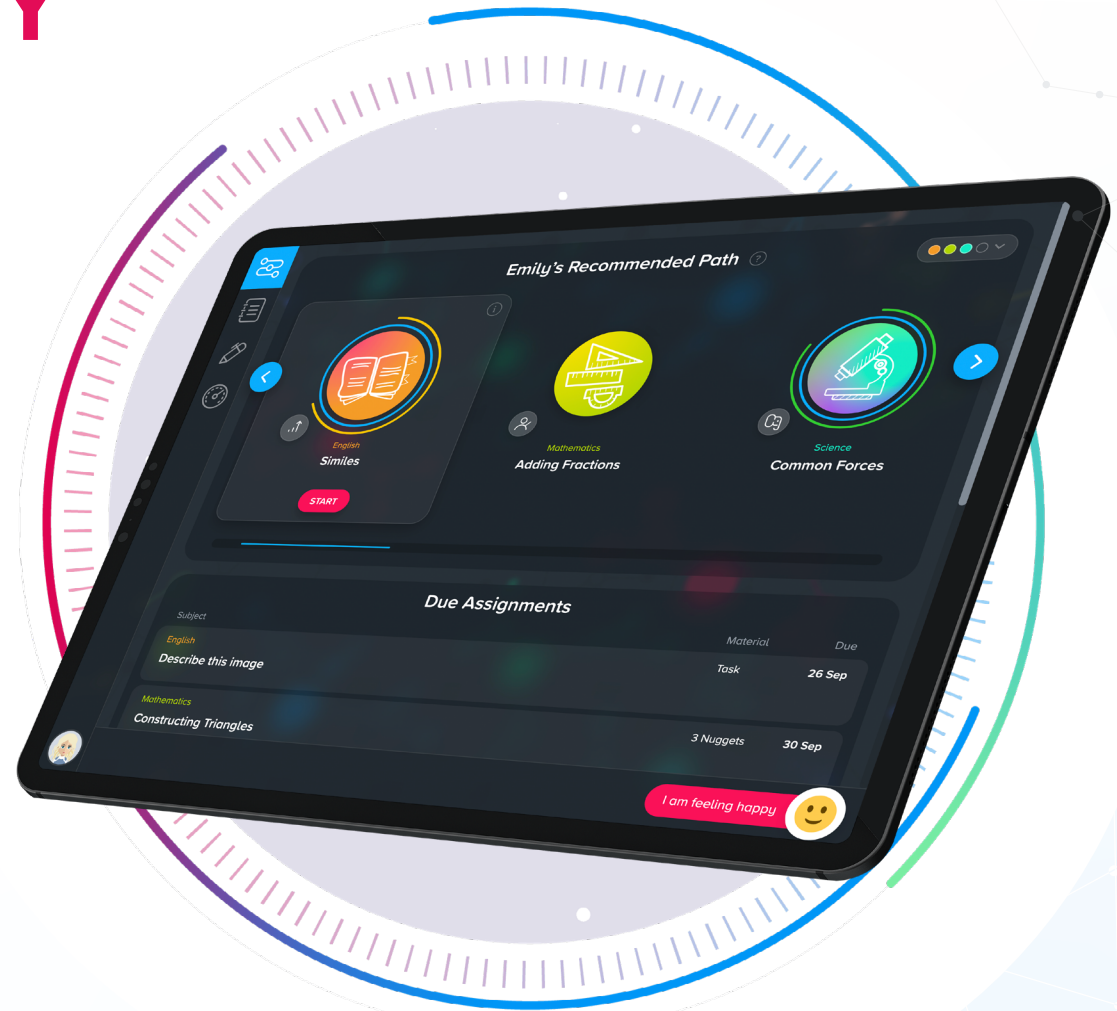 Y
Emily's Recommended Path ?
English
Similes
START
Mathematics
Adding Fractions
Science
Common Forces
Due Assignments
Subject Material Due
English
Describe this image Task 26 Sep
Mathematics
Constructing Triangles 3 Nuggets 30 Sep
I am feeling happy